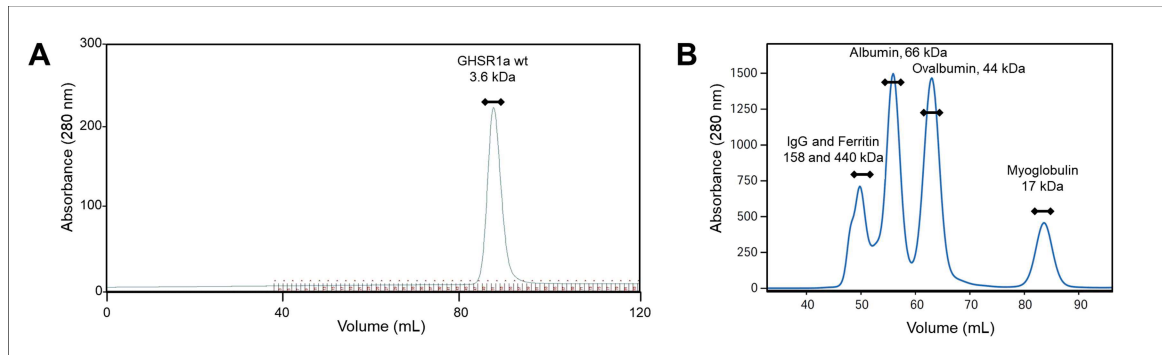 A
300
200
100
0
Absorbance (280 nm)
GHSR1a wt
3.6 kDa
0
40
80
120
Volume (mL)
B
1500
1250
1000
750
500
250
0
Absorbance (280 nm)
Albumin, 66 kDa
Ovalbumin, 44 kDa
IgG and Ferritin
158 and 440 kDa
Myoglobulin
17 kDa
40
50
60
70
80
90
Volume (mL)